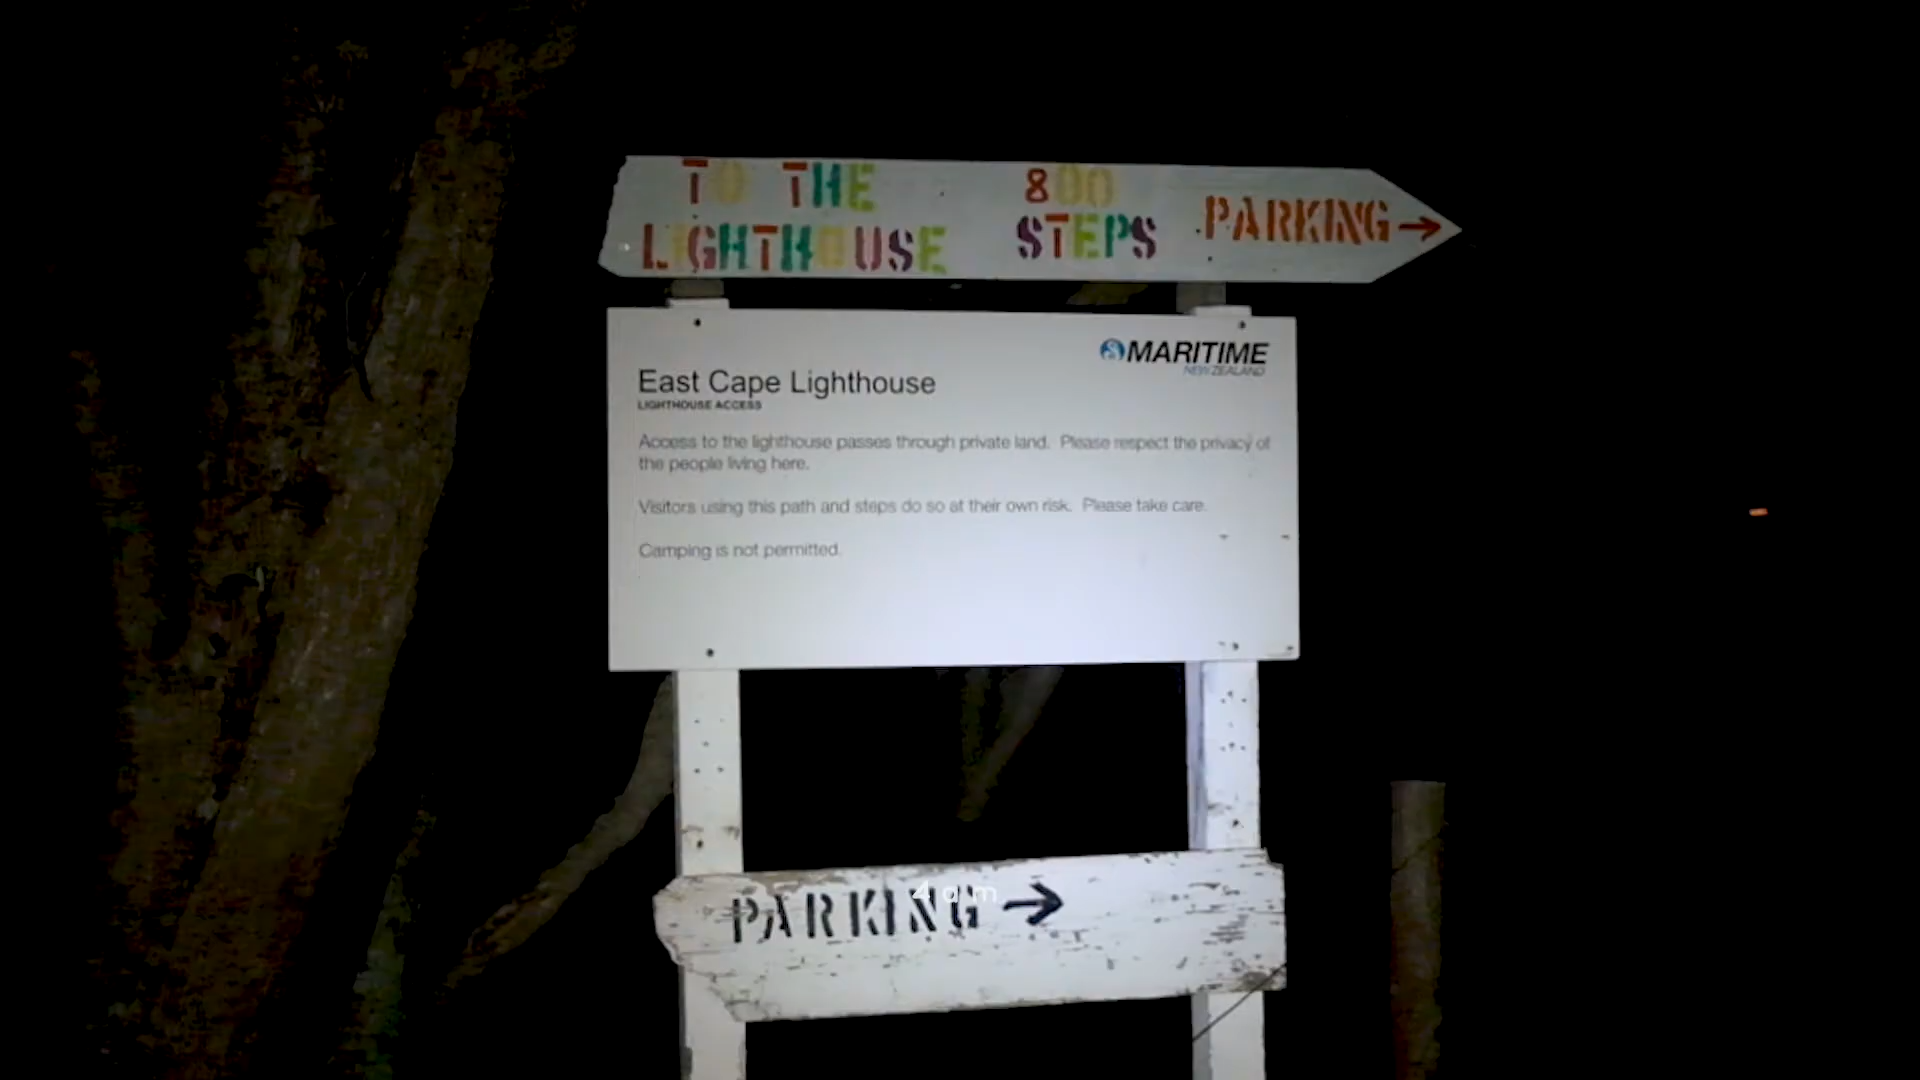 TO THE
LIGHTHOUSE
800
STEPS
PARKING →
MARITIME
NEW ZEALAND
East Cape Lighthouse
LIGHTHOUSE ACCESS
Access to the lighthouse passes through private land. Please respect the privacy of
the people living here.
Visitors using this path and steps do so at their own risk. Please take care.
Camping is not permitted.
4 am
PARKING →